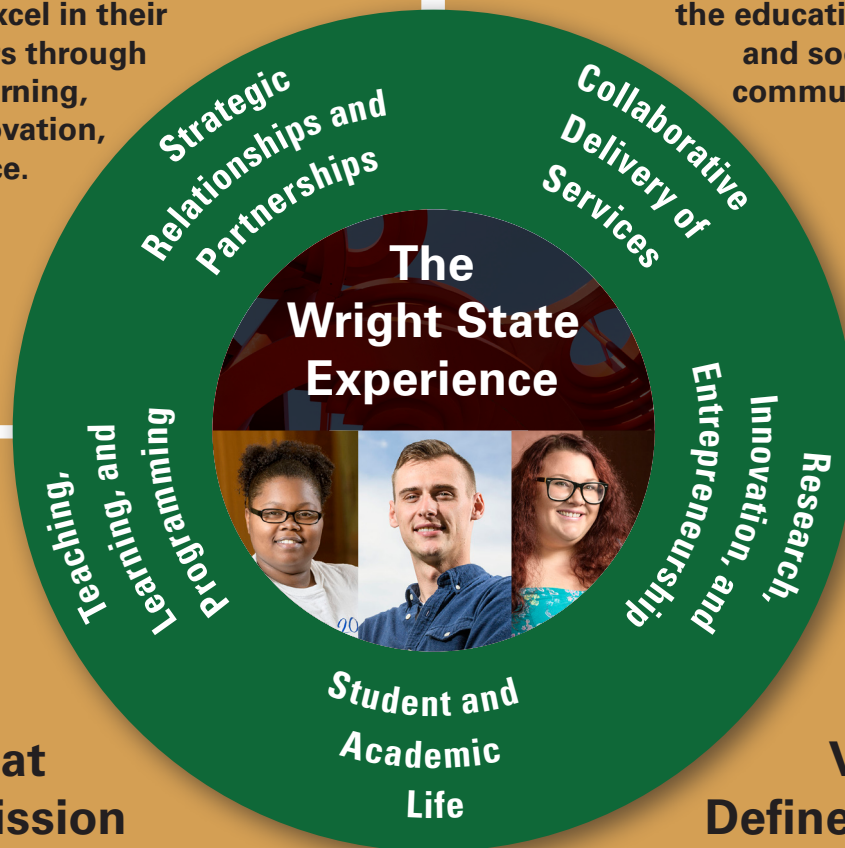 xcel in their
s through
rning,
ovation,
ce.
the educati
and soc
commu
Strategic
Relationships and
Partnerships
Collaborative
Delivery of
Services
The
Wright State
Experience
Teaching,
Learning, and
Programming
Research,
Innovation, and
Entrepreneurship
20
Student and
Academic
Life
at
ission
V
Define